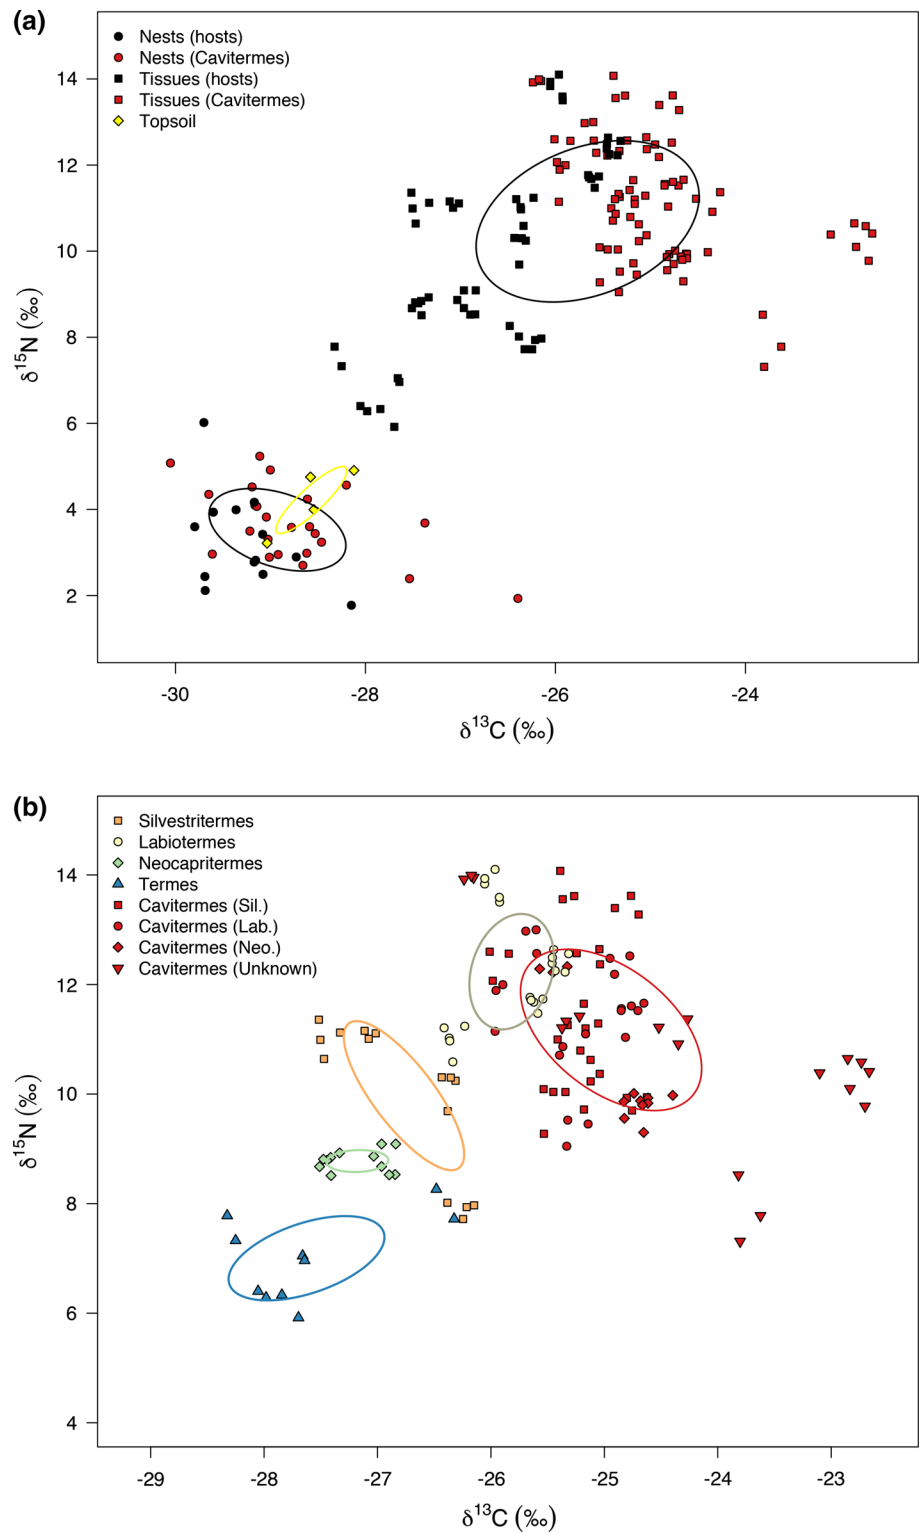 (a)
Nests (hosts)
Nests (Cavitermes)
Tissues (hosts)
Tissues (Cavitermes)
Topsoil
14
12
10
8
6
4
2
δ¹⁵N (‰)
-30 -28 -26 -24
δ¹³C (‰)
(b)
Silvestritermes
Labiotermes
Neocapritermes
Termes
Cavitermes (Sil.)
Cavitermes (Lab.)
Cavitermes (Neo.)
Cavitermes (Unknown)
14
12
10
8
6
4
δ¹⁵N (‰)
-29 -28 -27 -26 -25 -24 -23
δ¹³C (‰)